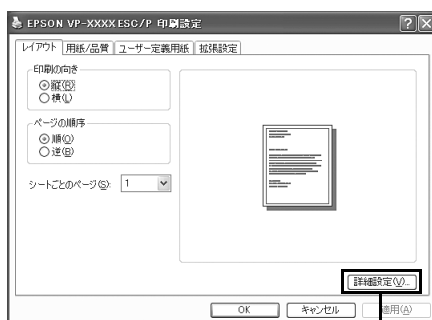 EPSON VP-XXXX ESC/P 印刷設定
レイアウト 用紙/品質 ユーザー定義用紙 拡張設定
印刷の向き
縦(R)
横(L)
ページの順序
順(O)
逆(B)
シートごとのページ(S): 1
詳細設定(V)...
OK キャンセル 適用(A)